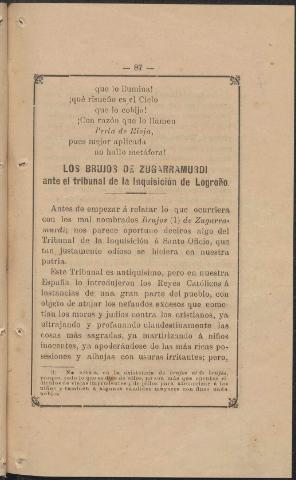 — 87 —
que lo ilumina!
¡qué risueño es el Cielo
que lo cobija!
¡Con razón que lo llamen
Perla de Rioja,
pues mejor aplicada
no hallo metáfora!
LOS BRUJOS DE ZUGARRAMURDI
ante el tribunal de la Inquisición de Logroño.
Antes de empezar á relatar lo que ocurriera
con los mal nombrados Brujos (1) de Zugarra-
murdi; nos parece oportuno deciros algo del
Tribunal de la Inquisición ó Santo Oficio, que
tan justamente odioso se hiciera en nuestra
patria.
Este Tribunal es antiquísimo, pero en nuestra
España lo introdujeron los Reyes Católicos á
instancias de una gran parte del pueblo, con
objeto de atajar los nefandos excesos que come-
tían los moros y judíos contra los cristianos, ya
ultrajando y profanando clandestinamente las
cosas más sagradas, ya martirizando á niños
inocentes, ya apoderándose de las más ricas po-
sesiones y alhajas con usuras irritantes; pero,
existencia de brujos ni de brujas,